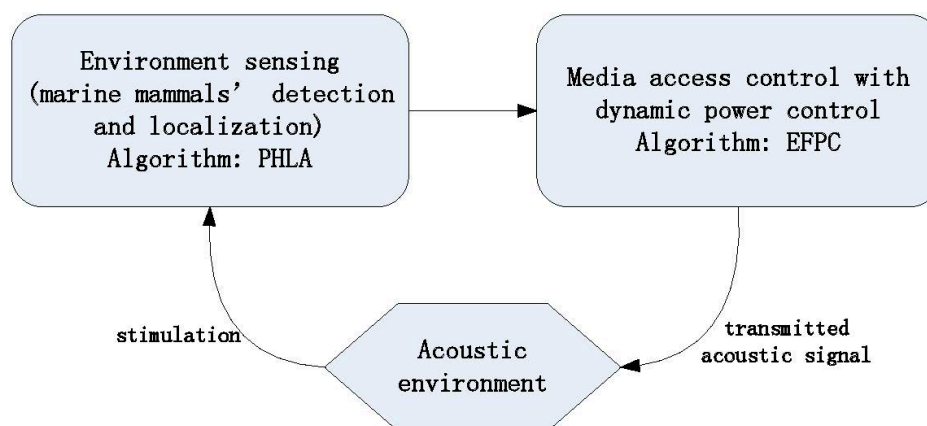 Environment sensing
(marine mammals' detection
and localization)
Algorithm: PHLA
Media access control with
dynamic power control
Algorithm: EFPC
stimulation
transmitted
acoustic signal
Acoustic
environment